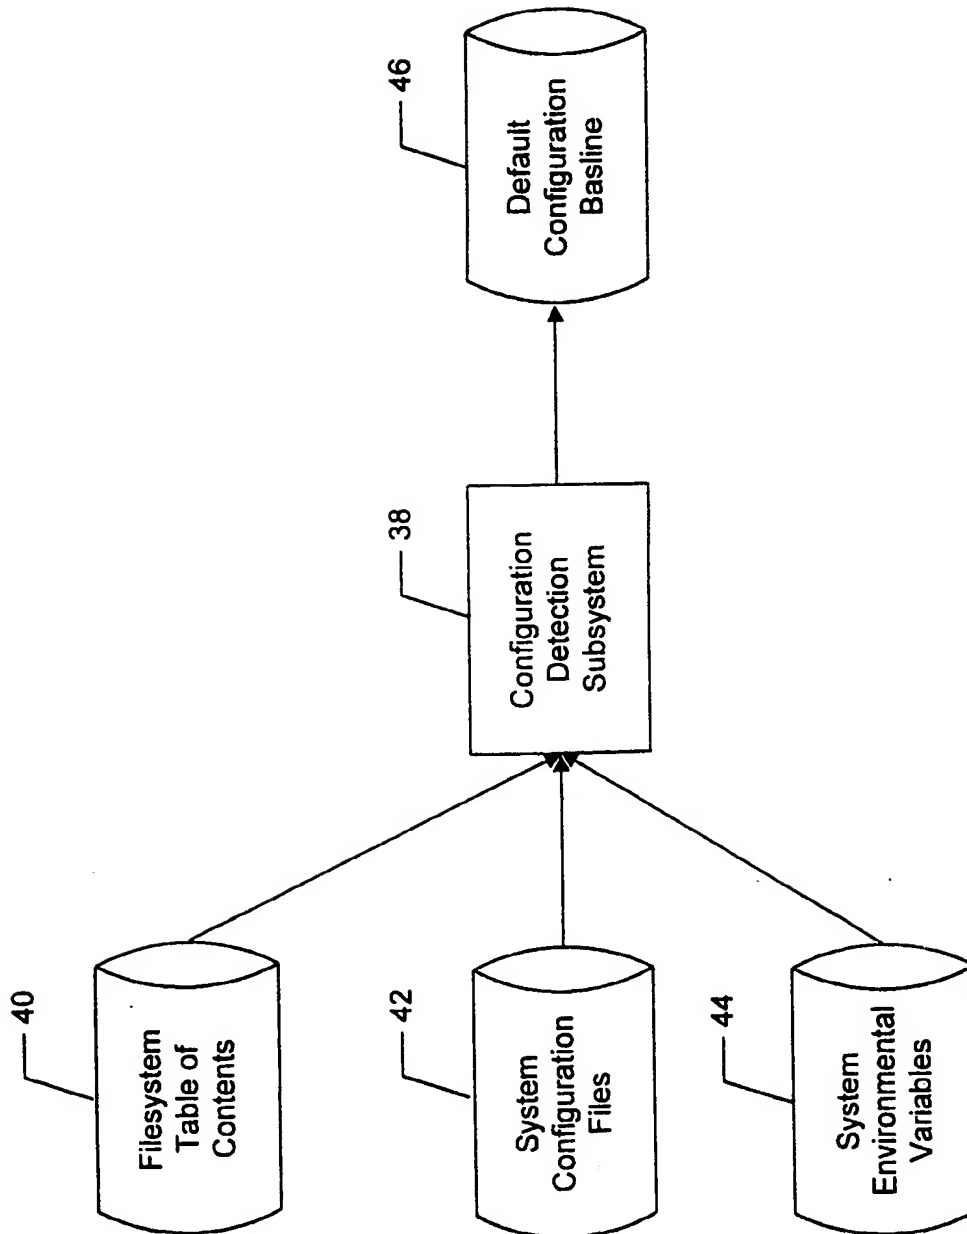 40
Filesystem
Table of
Contents
42
System
Configuration
Files
44
System
Environmental
Variables
38
Configuration
Detection
Subsystem
46
Default
Configuration
Basline